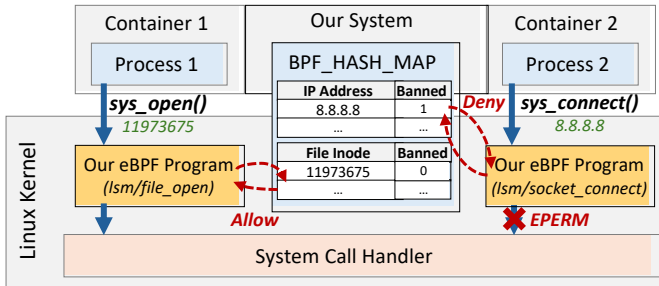 Container 1
Our System
Container 2
Process 1
BPF_HASH_MAP
Process 2
IP Address Banned
8.8.8.8 1
... ...
File Inode Banned
11973675 0
... ...
sys_open()
11973675
Deny
sys_connect()
8.8.8.8
Our eBPF Program
(lsm/file_open)
Our eBPF Program
(lsm/socket_connect)
Allow
EPERM
Linux Kernel
System Call Handler